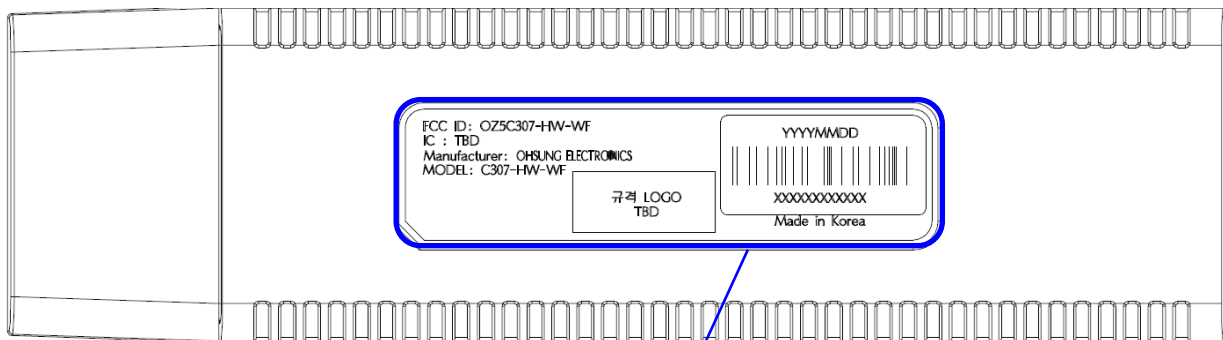 FCC ID: OZ5C307-HW-WF
IC : TBD
Manufacturer: OHSUNG ELECTRONICS
MODEL: C307-HW-WF
규격 LOGO
TBD
YYYYMMDD
XXXXXXXXXXXX
Made in Korea